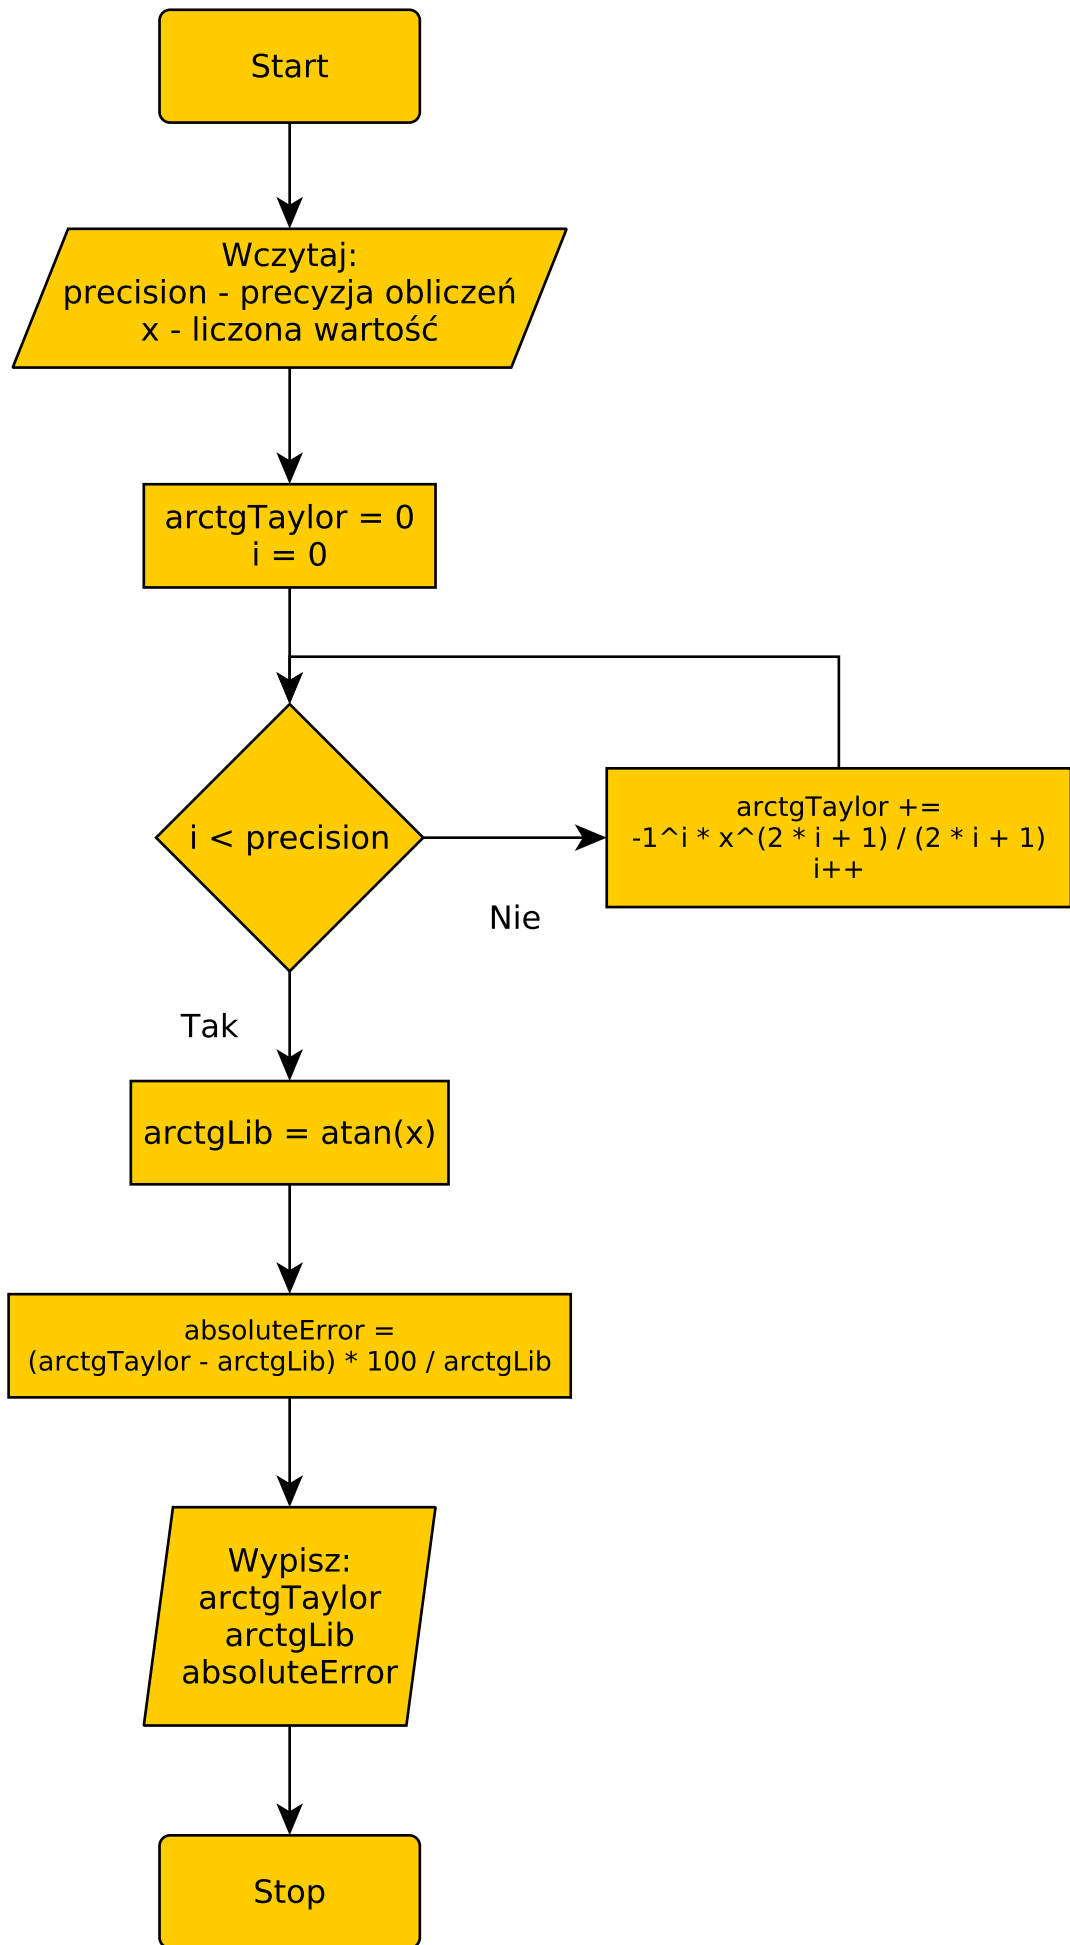 Start
Wczytaj:
precision - precyzja obliczeń
x - liczona wartość
arctgTaylor = 0
i = 0
i < precision
arctgTaylor +=
-1^i * x^(2 * i + 1) / (2 * i + 1)
i++
Nie
Tak
arctgLib = atan(x)
absoluteError =
(arctgTaylor - arctgLib) * 100 / arctgLib
Wypisz:
arctgTaylor
arctgLib
absoluteError
Stop